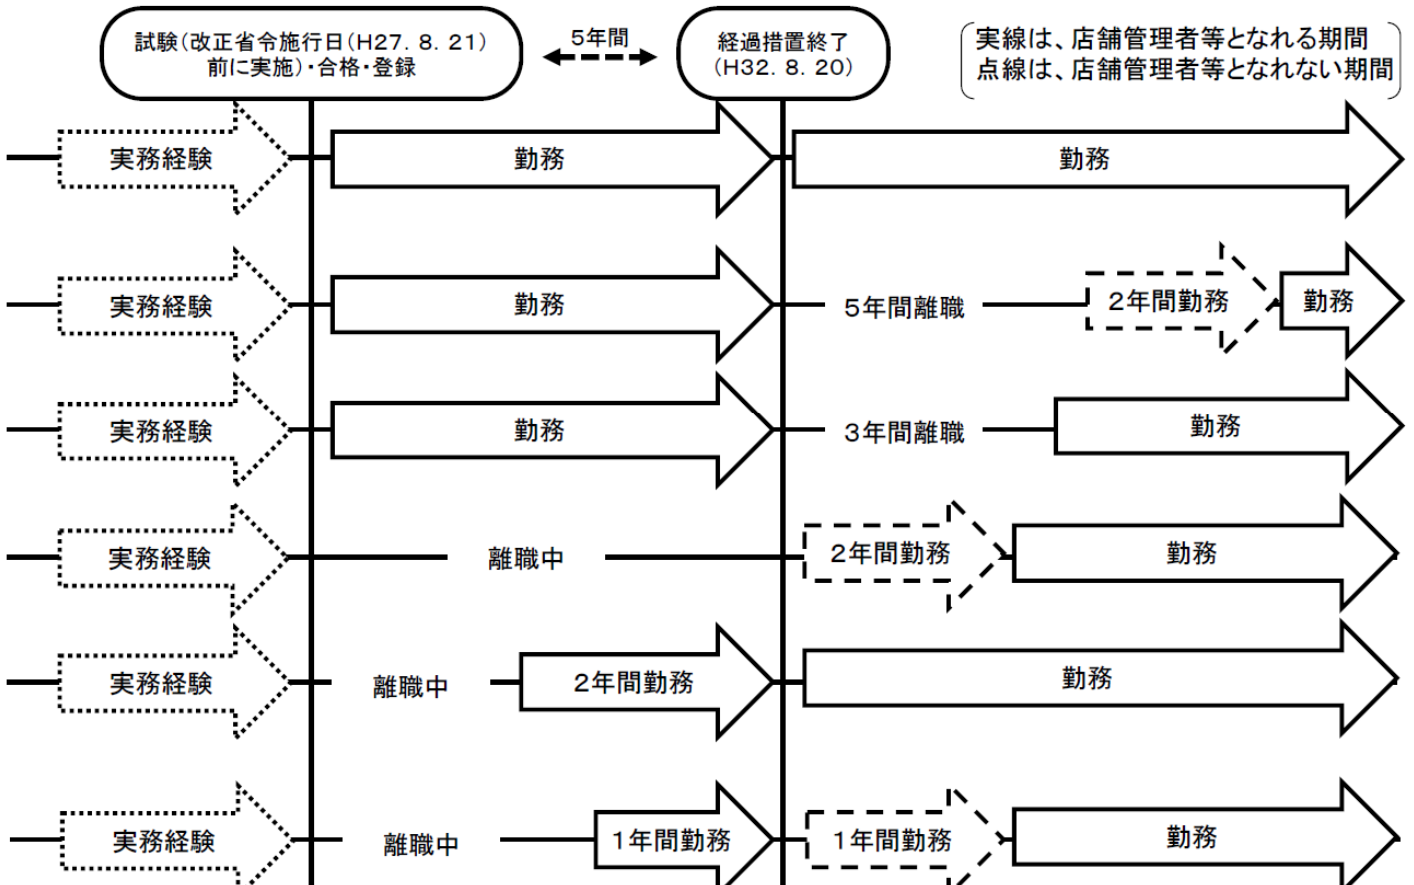 試験(改正省令施行日(H27.8.21)
前に実施)・合格・登録
5年間
経過措置終了
(H32.8.20)
実線は、店舗管理者等となれる期間
点線は、店舗管理者等となれない期間
実務経験
勤務
勤務
実務経験
勤務
5年間離職
2年間勤務
勤務
実務経験
勤務
3年間離職
勤務
実務経験
離職中
2年間勤務
勤務
実務経験
離職中
2年間勤務
勤務
実務経験
離職中
1年間勤務
1年間勤務
勤務